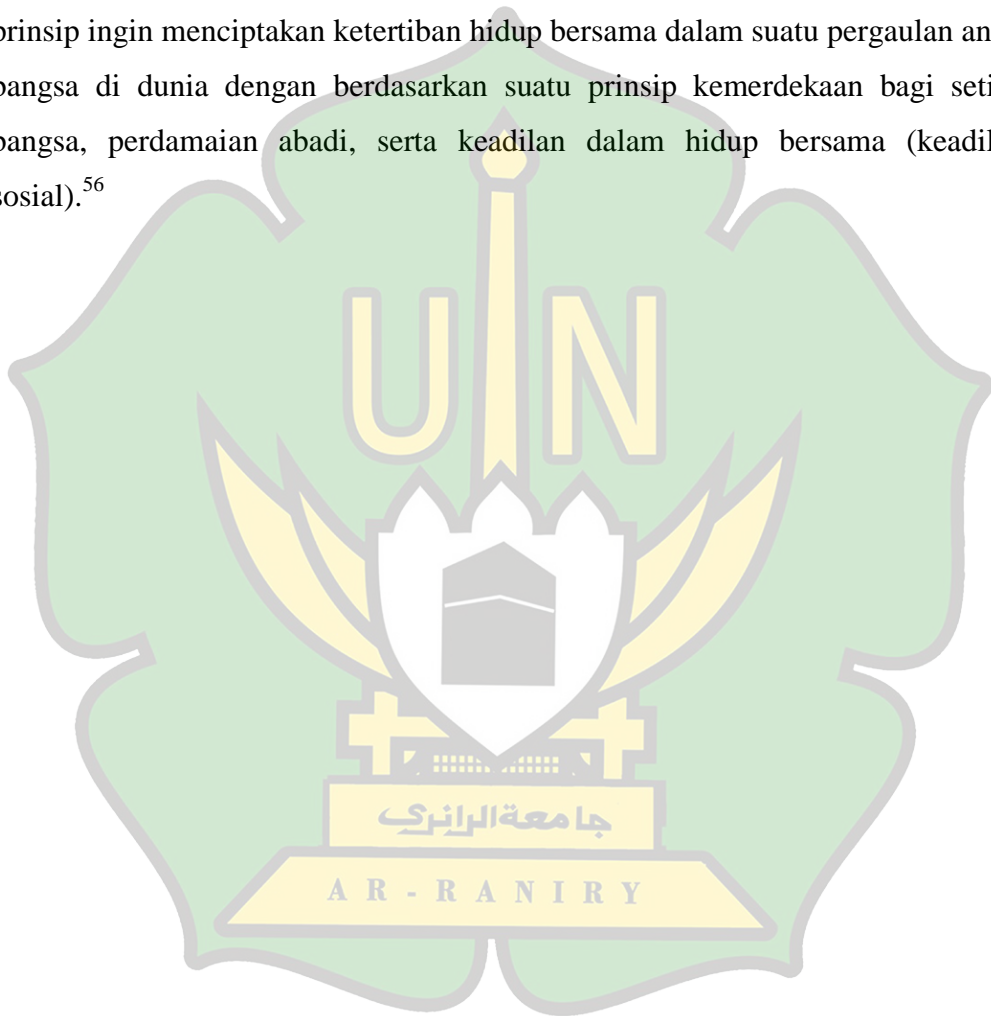 prinsip ingin menciptakan ketertiban hidup bersama dalam suatu pergaulan an
bangsa di dunia dengan berdasarkan suatu prinsip kemerdekaan bagi seti
bangsa, perdamaian abadi, serta keadilan dalam hidup bersama (keadil
sosial).56
UIN
جامعة الرانري
AR-RANIRY